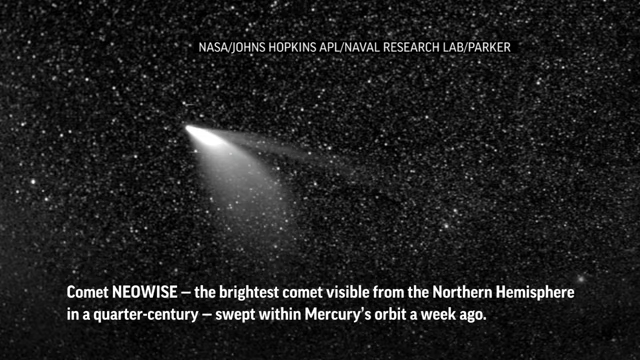 NASA/JOHNS HOPKINS APL/NAVAL RESEARCH LAB/PARKER
Comet NEOWISE – the brightest comet visible from the Northern Hemisphere
in a quarter-century – swept within Mercury's orbit a week ago.